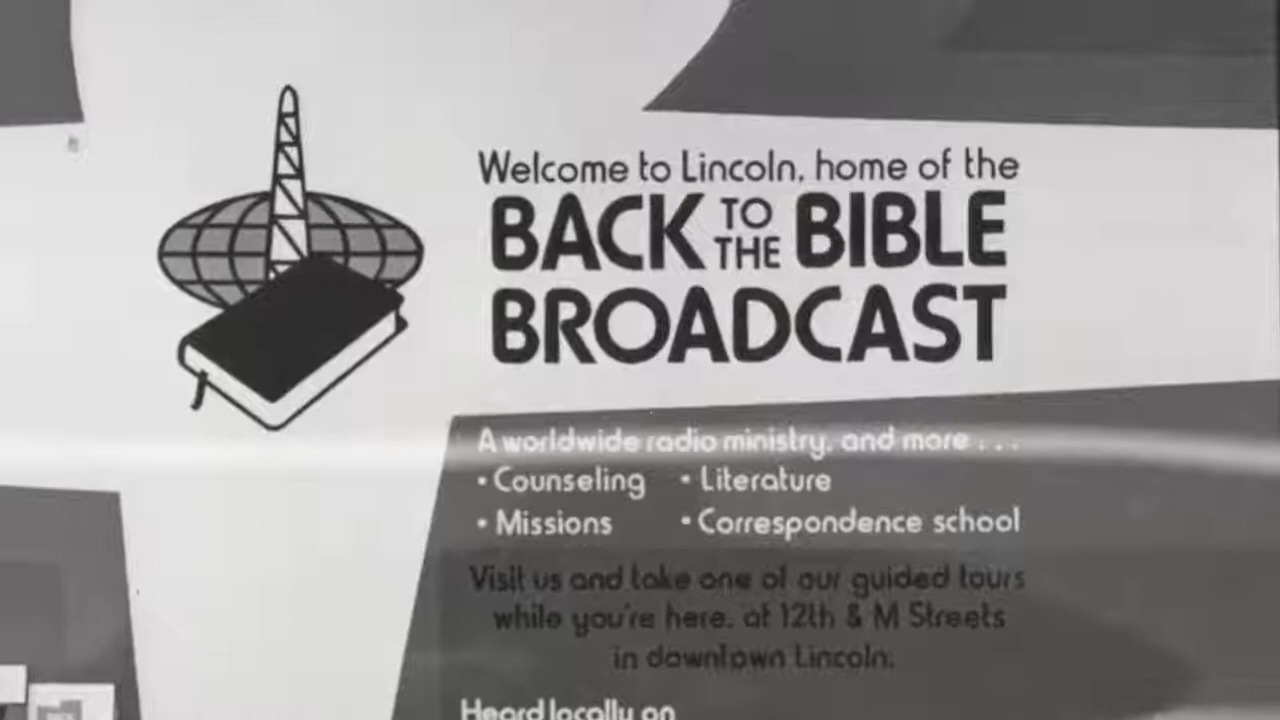 Welcome to Lincoln, home of the
BACK TO THE BIBLE
BROADCAST
A worldwide radio ministry, and more . . .
• Counseling • Literature
• Missions • Correspondence school
Visit us and take one of our guided tours
while you're here, at 12th & M Streets
in downtown Lincoln.
Heard locally on